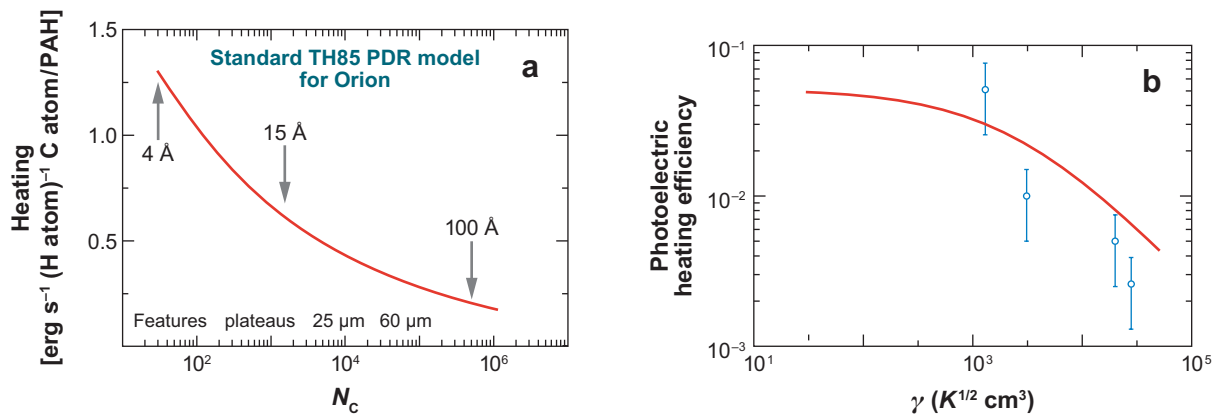 1.5
1.0
0.5
Heating
[erg s⁻¹ (H atom)⁻¹ C atom/PAH]
Standard TH85 PDR model
for Orion
a
4 Å
15 Å
100 Å
Features plateaus 25 µm 60 µm
10² 10³ 10⁴ 10⁶
N_C
10⁻¹
10⁻²
10⁻³
Photoelectric
heating efficiency
b
10¹ 10³ 10⁵
γ (K^1/2 cm³)